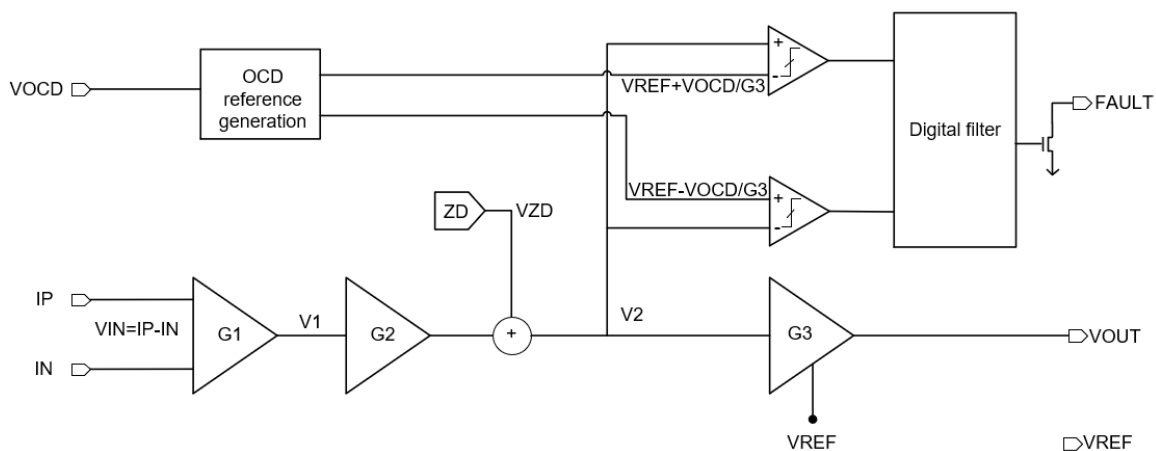 VOCD
OCD
reference
generation
+
-
VREF+VOCD/G3
Digital filter
FAULT
VREF-VOCD/G3
+
-
ZD
VZD
IP
VIN=IP-IN
IN
G1
V1
G2
+
V2
G3
VOUT
VREF
VREF